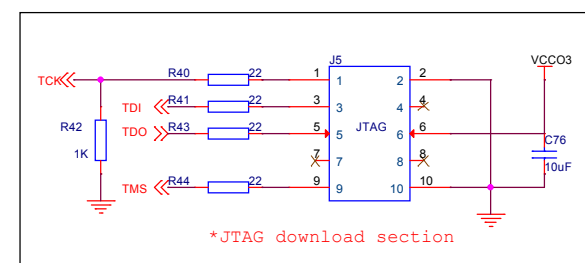 J5
VCCO3
TCK R40 22 1 1 2 2
TDI R41 22 3 3 4 4
R42 TDO R43 22 5 5 JTAG 6 6 C76
1K 7 7 8 8 10uF
TMS R44 22 9 9 10 10
*JTAG download section